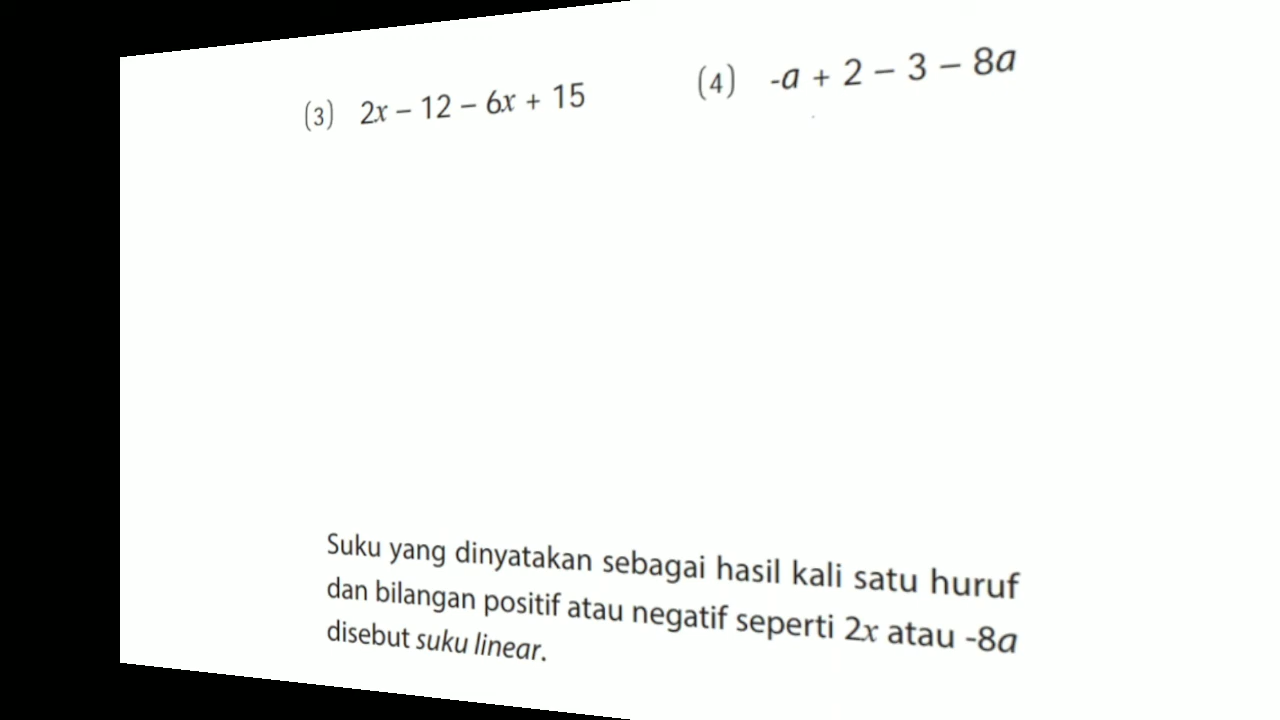 (3) 2x – 12 – 6x + 15 (4) -a + 2 – 3 – 8a
Suku yang dinyatakan sebagai hasil kali satu huruf
dan bilangan positif atau negatif seperti 2x atau -8a
disebut suku linear.